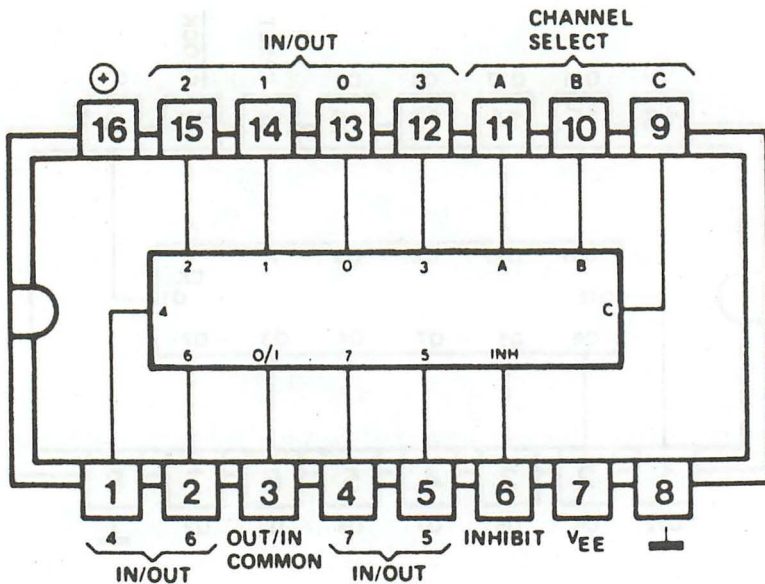 CHANNEL
SELECT
IN/OUT
+ 2 1 0 3 A B C
16 15 14 13 12 11 10 9
2 1 0 3 A B
4 C
6 O/I 7 5 INH
1 2 3 4 5 6 7 8
4 6 OUT/IN 7 5 INHIBIT VEE
COMMON
IN/OUT IN/OUT